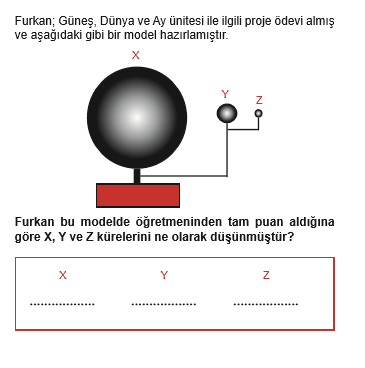 Furkan; Güneş, Dünya ve Ay ünitesi ile ilgili proje ödevi almış
ve aşağıdaki gibi bir model hazırlamıştır.
X
Y
Z
Furkan bu modelde öğretmeninden tam puan aldığına
göre X, Y ve Z kürelerini ne olarak düşünmüştür?
X Y Z
.................. .................. ..................